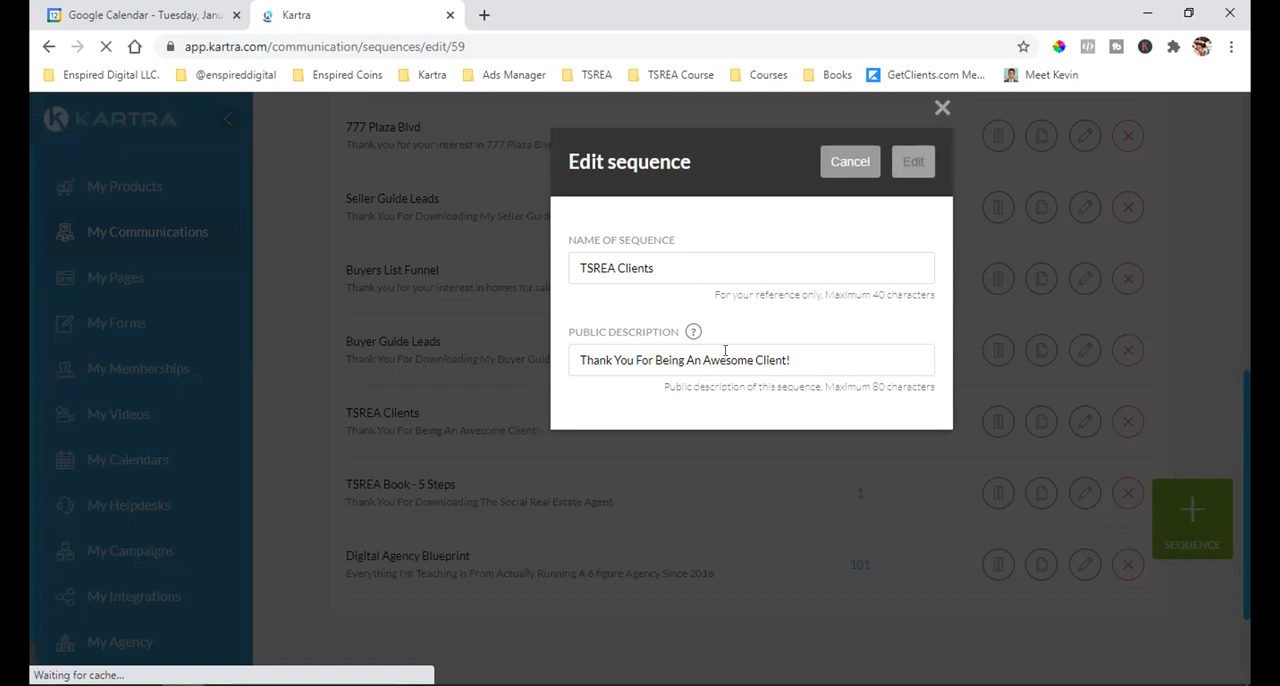 Google Calendar - Tuesday, Janu
Kartra
app.kartra.com/communication/sequences/edit/59
Enspired Digital LLC.
@enspireddigital
Enspired Coins
Kartra
Ads Manager
TSREA
TSREA Course
Courses
Books
GetClients.com Me...
Meet Kevin
KARTRA
My Products
My Communications
My Pages
My Forms
My Memberships
My Videos
My Calendars
My Helpdesks
My Campaigns
My Integrations
My Agency
777 Plaza Blvd
Thank you for your interest in 777 Plaza Blv
Seller Guide Leads
Thank You For Downloading My Seller Guid
Buyers List Funnel
Thank you for your interest in homes for sal
Buyer Guide Leads
Thank You For Downloading My Buyer Guid
TSREA Clients
Thank You For Being An Awesome Client!
TSREA Book - 5 Steps
Thank You For Downloading The Social Real Estate Agent
1
Digital Agency Blueprint
Everything I'm Teaching Is From Actually Running A 6 figure Agency Since 2016
101
SEQUENCE
Edit sequence
Cancel
Edit
NAME OF SEQUENCE
TSREA Clients
For your reference only. Maximum 40 characters
PUBLIC DESCRIPTION ?
Thank You For Being An Awesome Client!
Public description of this sequence. Maximum 80 characters
Waiting for cache...